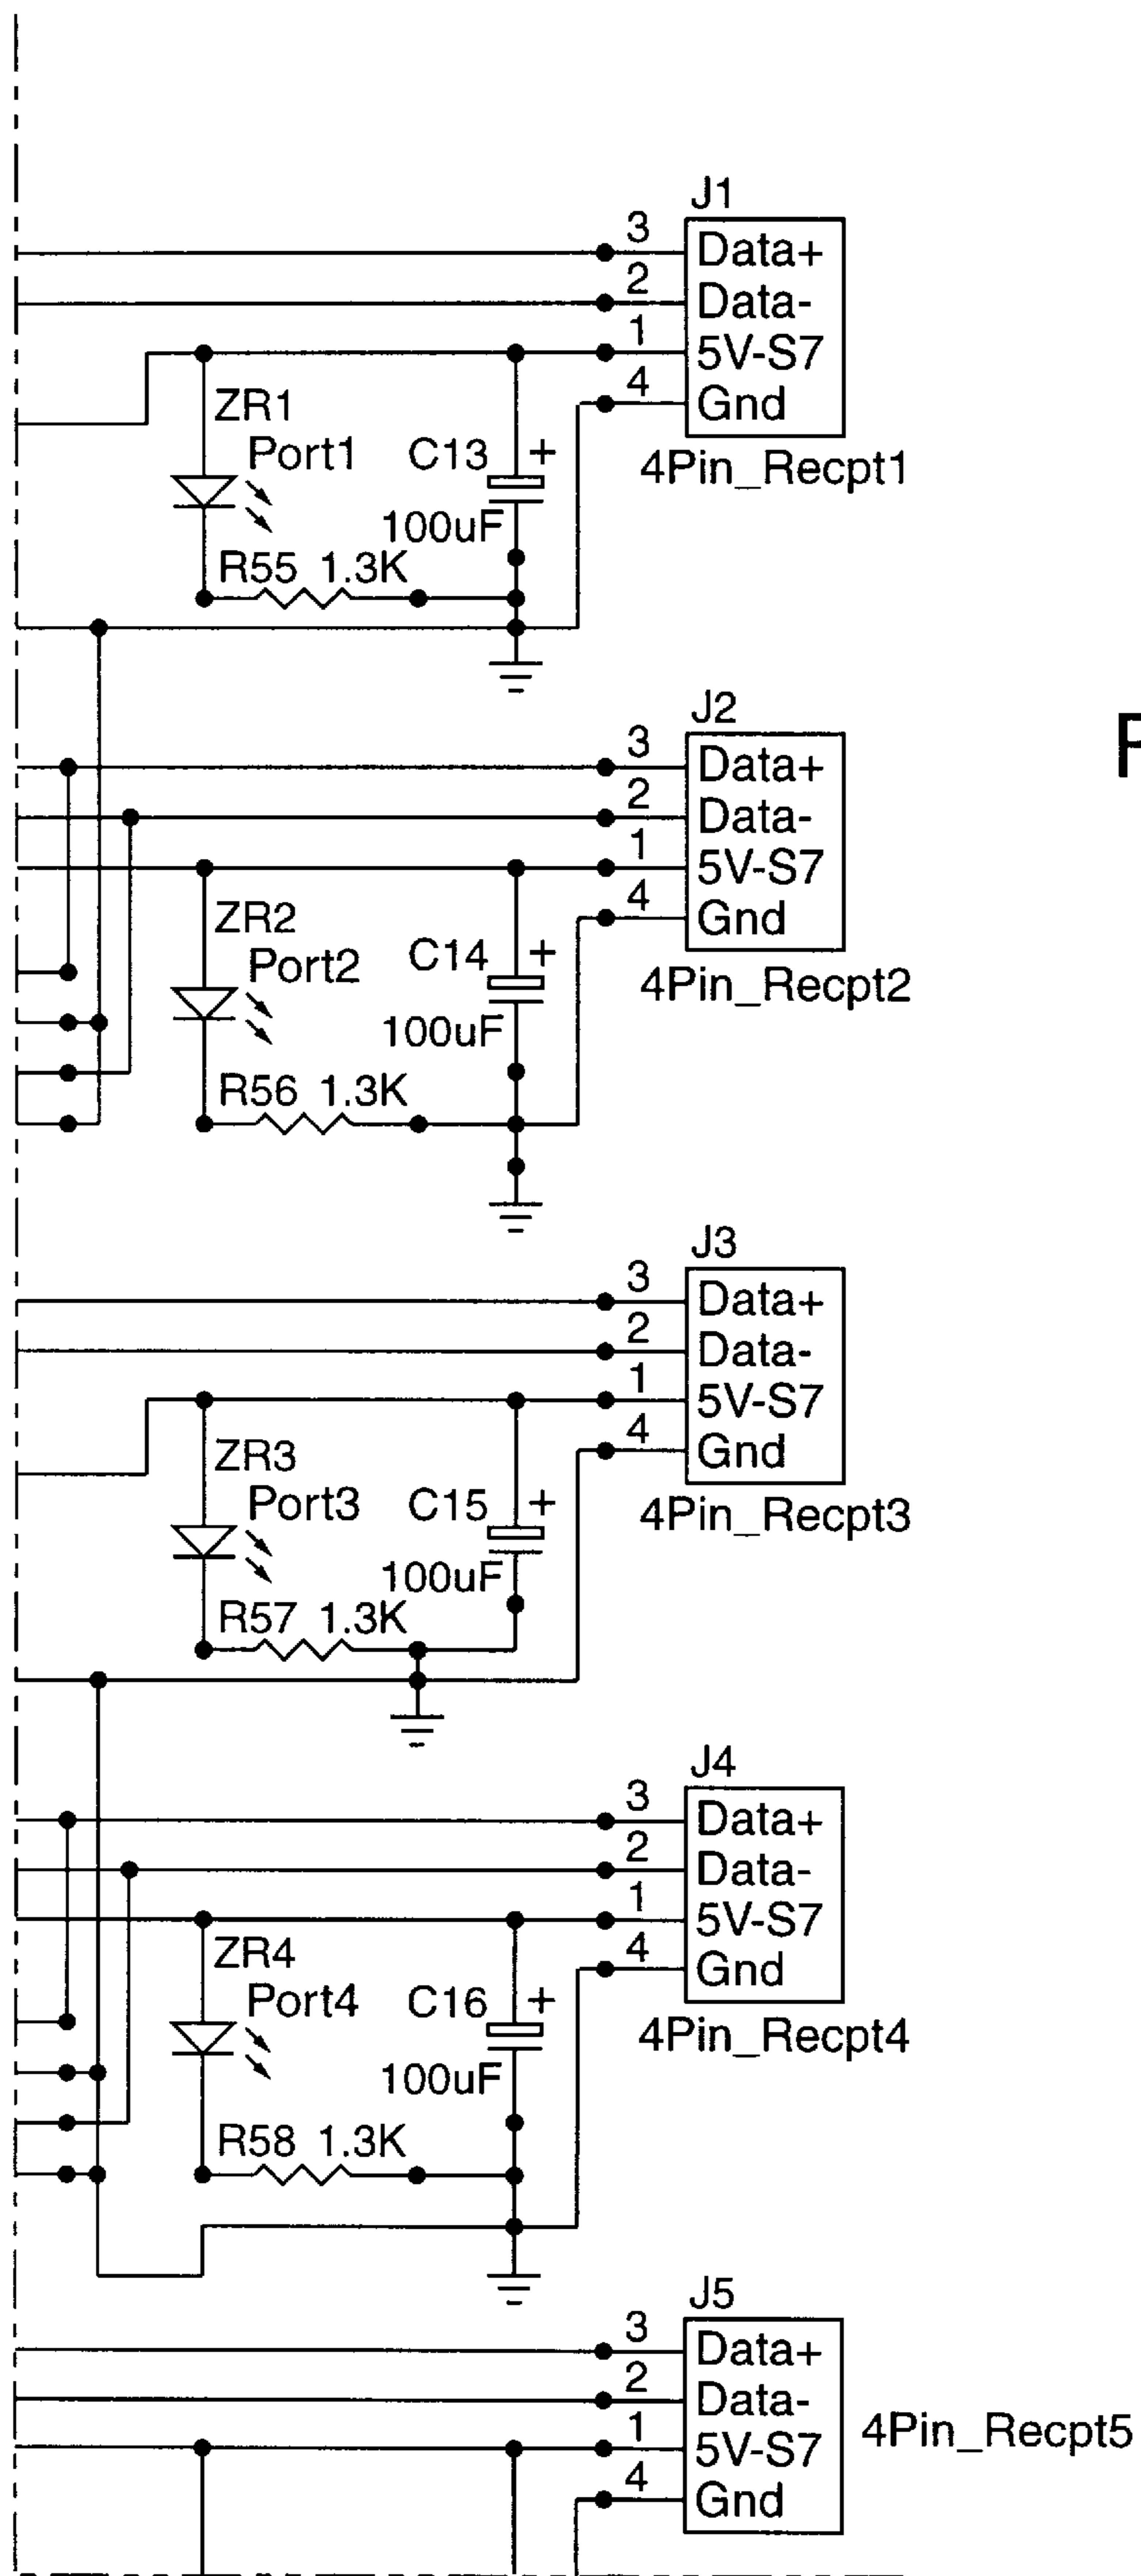 J1
3 Data+
2 Data-
1 5V-S7
4 Gnd
4Pin_Recpt1
ZR1
Port1
C13 +
100uF
R55 1.3K
J2
3 Data+
2 Data-
1 5V-S7
4 Gnd
4Pin_Recpt2
ZR2
Port2
C14 +
100uF
R56 1.3K
J3
3 Data+
2 Data-
1 5V-S7
4 Gnd
4Pin_Recpt3
ZR3
Port3
C15 +
100uF
R57 1.3K
J4
3 Data+
2 Data-
1 5V-S7
4 Gnd
4Pin_Recpt4
ZR4
Port4
C16 +
100uF
R58 1.3K
J5
3 Data+
2 Data-
1 5V-S7
4 Gnd
4Pin_Recpt5